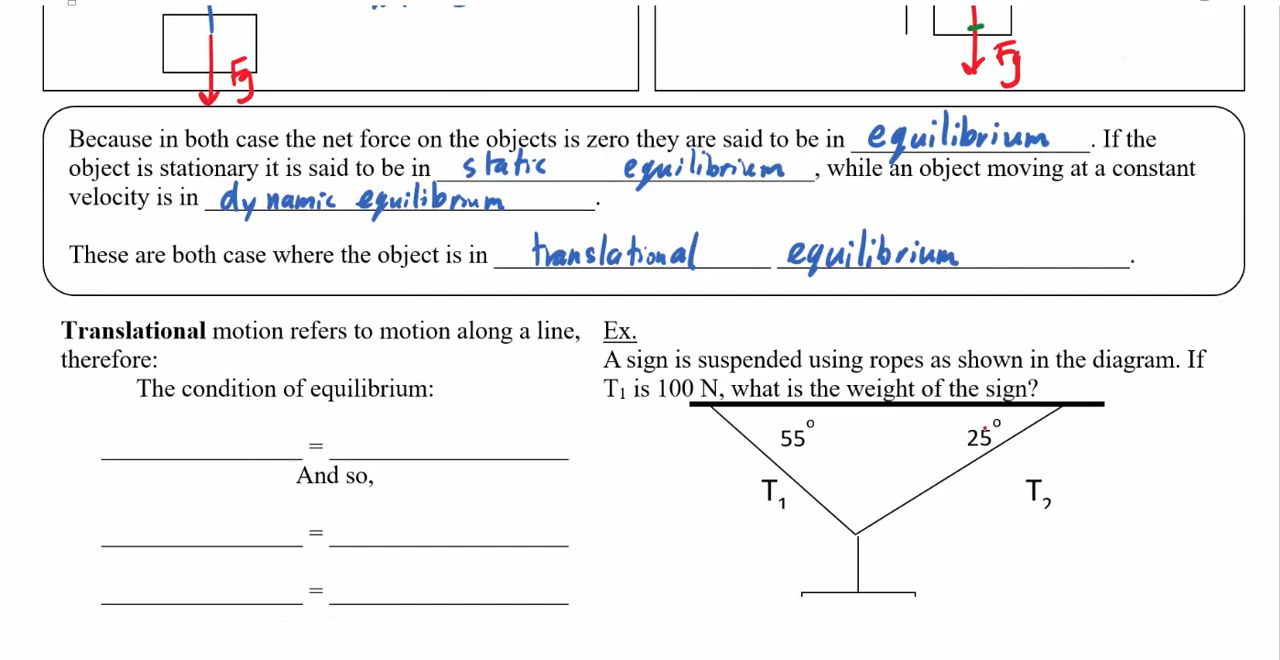 Fg
Fg
Because in both case the net force on the objects is zero they are said to be in equilibrium. If the
object is stationary it is said to be in static equilibrium, while an object moving at a constant
velocity is in dynamic equilibrium.
These are both case where the object is in translational equilibrium.
Translational motion refers to motion along a line,
therefore:
The condition of equilibrium:
=
And so,
=
=
Ex.
A sign is suspended using ropes as shown in the diagram. If
T₁ is 100 N, what is the weight of the sign?
55° 25°
T₁ T₂